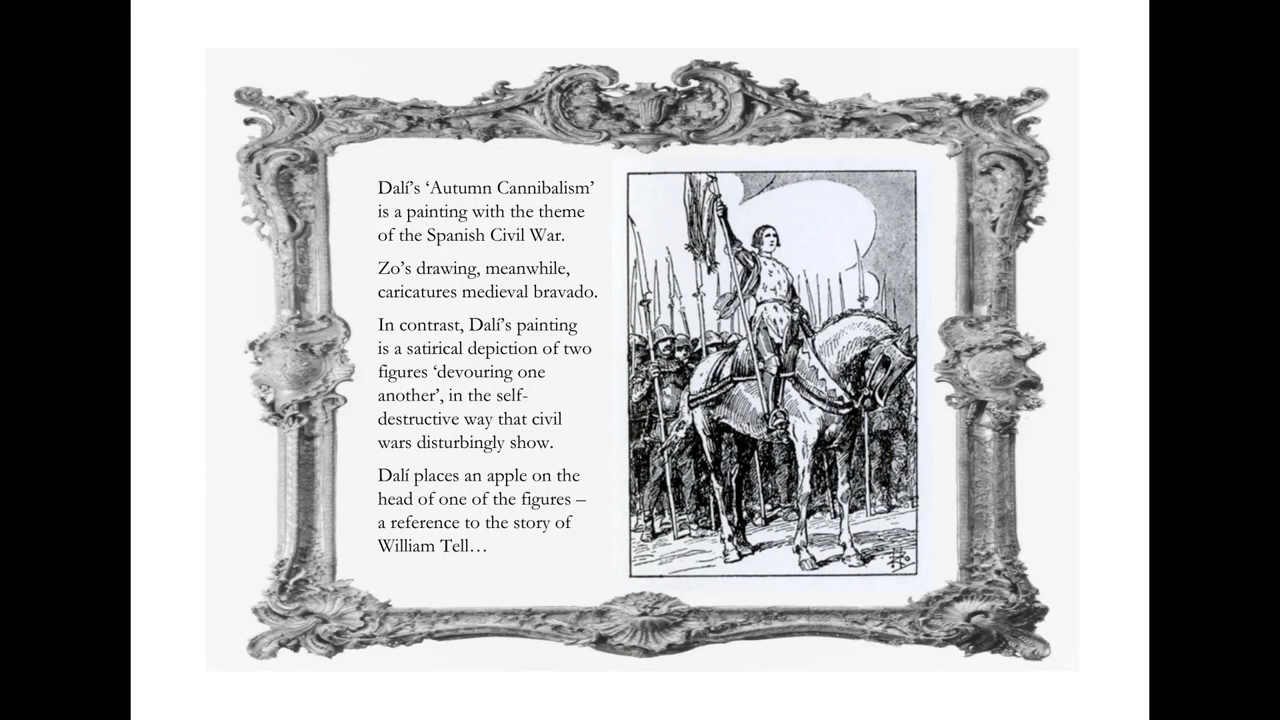 Dalí’s ‘Autumn Cannibalism’
is a painting with the theme
of the Spanish Civil War.
Zo’s drawing, meanwhile,
caricatures medieval bravado.
In contrast, Dalí’s painting
is a satirical depiction of two
figures ‘devouring one
another’, in the self-
destructive way that civil
wars disturbingly show.
Dalí places an apple on the
head of one of the figures –
a reference to the story of
William Tell…